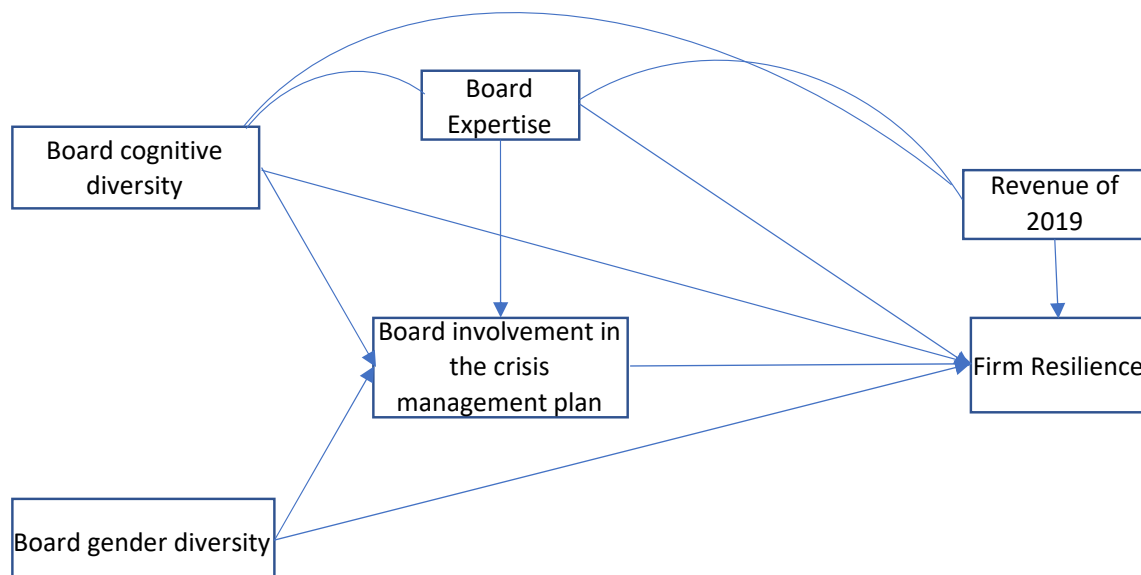 Board
Expertise
Board cognitive
diversity
Revenue of
2019
Board involvement in
the crisis
management plan
Firm Resilience
Board gender diversity